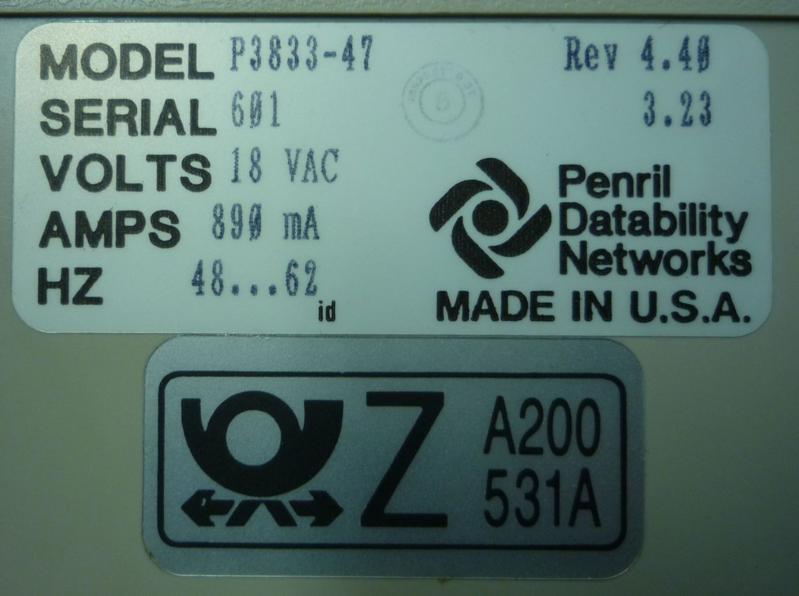 MODEL P3833-47 Rev 4.40
SERIAL 601 3.23
VOLTS 18 VAC
AMPS 890 mA
HZ 48...62
id
Penril
Datability
Networks
MADE IN U.S.A.
Z A200
531A